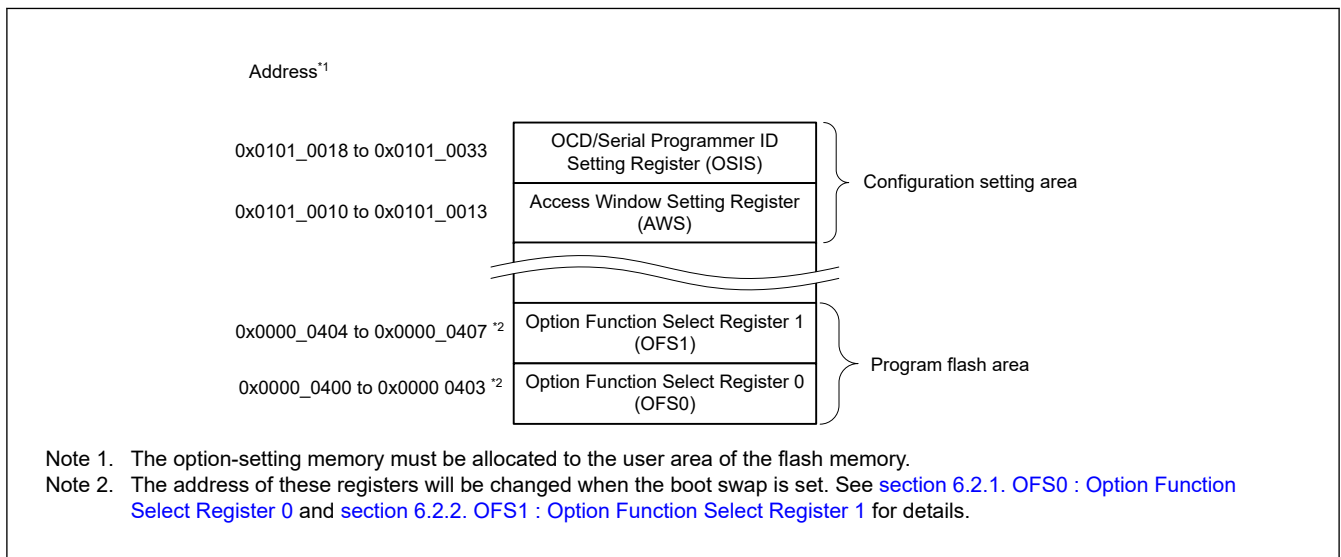 Address*1
0x0101_0018 to 0x0101_0033
OCD/Serial Programmer ID
Setting Register (OSIS)
Configuration setting area
0x0101_0010 to 0x0101_0013
Access Window Setting Register
(AWS)
0x0000_0404 to 0x0000_0407 *2
Option Function Select Register 1
(OFS1)
Program flash area
0x0000_0400 to 0x0000 0403 *2
Option Function Select Register 0
(OFS0)
Note 1. The option-setting memory must be allocated to the user area of the flash memory.
Note 2. The address of these registers will be changed when the boot swap is set. See section 6.2.1. OFS0 : Option Function
Select Register 0 and section 6.2.2. OFS1 : Option Function Select Register 1 for details.